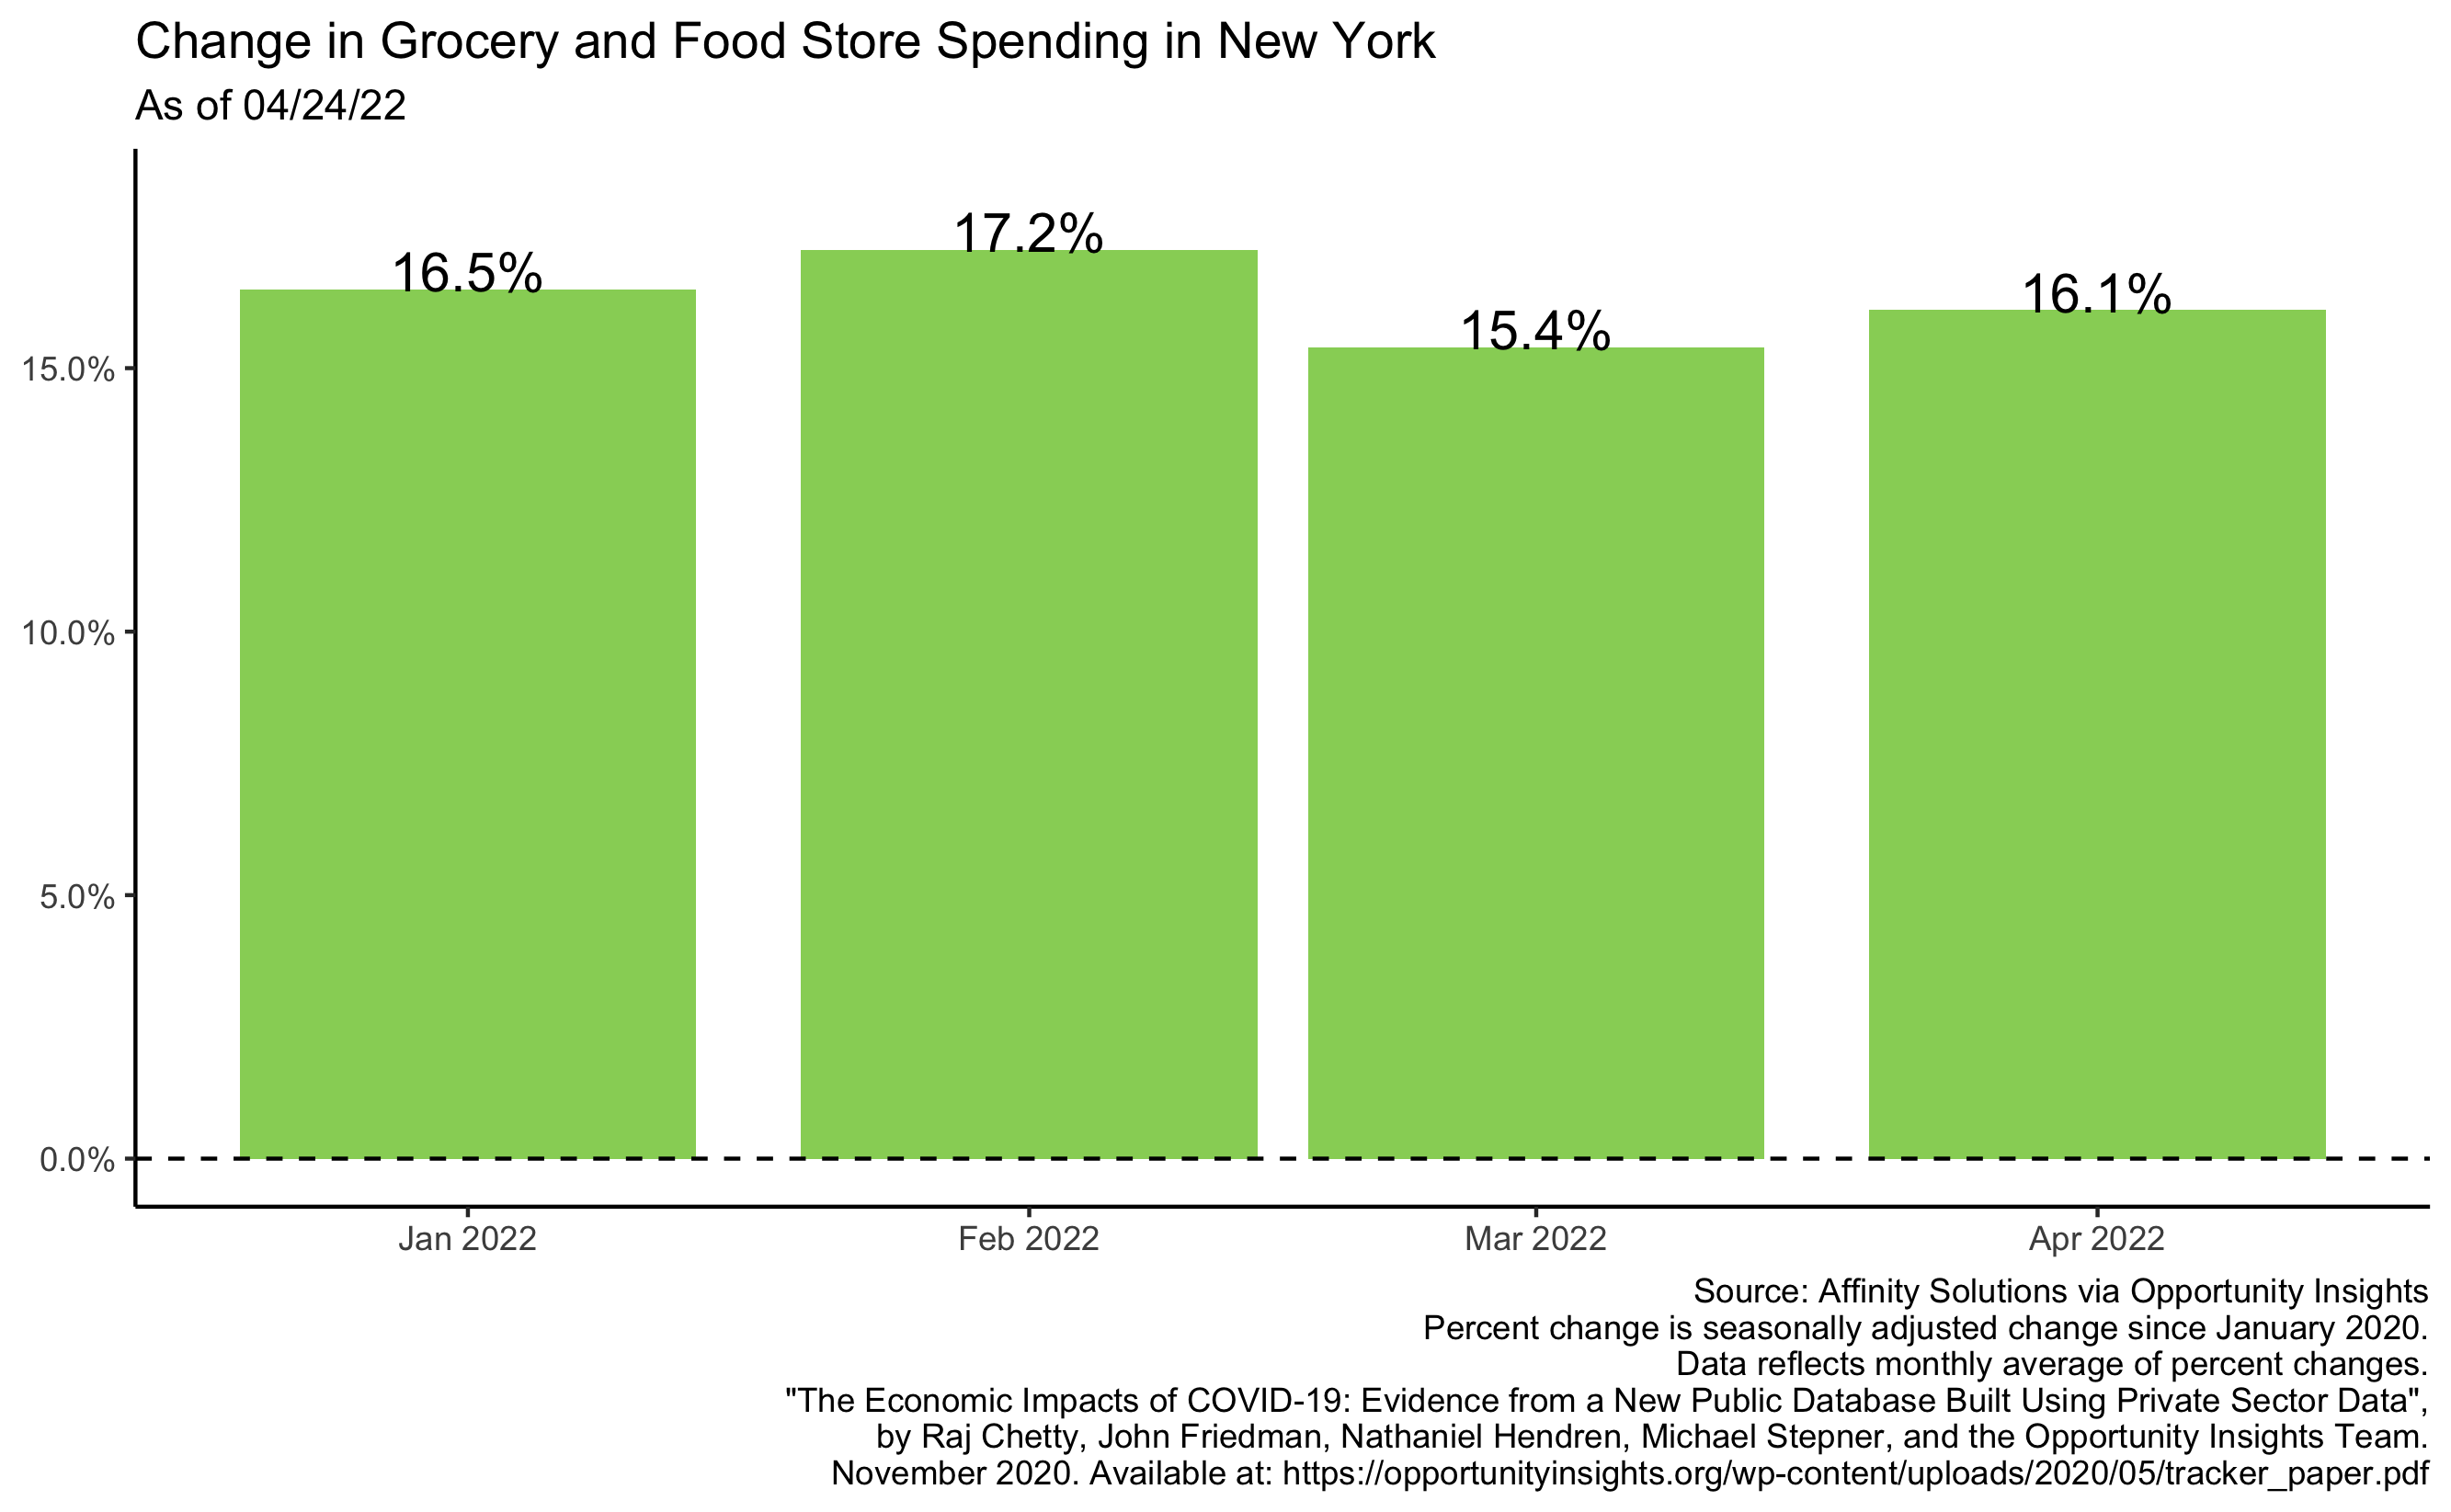 Change in Grocery and Food Store Spending in New York
As of 04/24/22
16.5%
17.2%
15.4%
16.1%
15.0%
10.0%
5.0%
0.0%
Jan 2022
Feb 2022
Mar 2022
Apr 2022
Source: Affinity Solutions via Opportunity Insights
Percent change is seasonally adjusted change since January 2020.
Data reflects monthly average of percent changes.
"The Economic Impacts of COVID-19: Evidence from a New Public Database Built Using Private Sector Data",
by Raj Chetty, John Friedman, Nathaniel Hendren, Michael Stepner, and the Opportunity Insights Team.
November 2020. Available at: https://opportunityinsights.org/wp-content/uploads/2020/05/tracker_paper.pdf